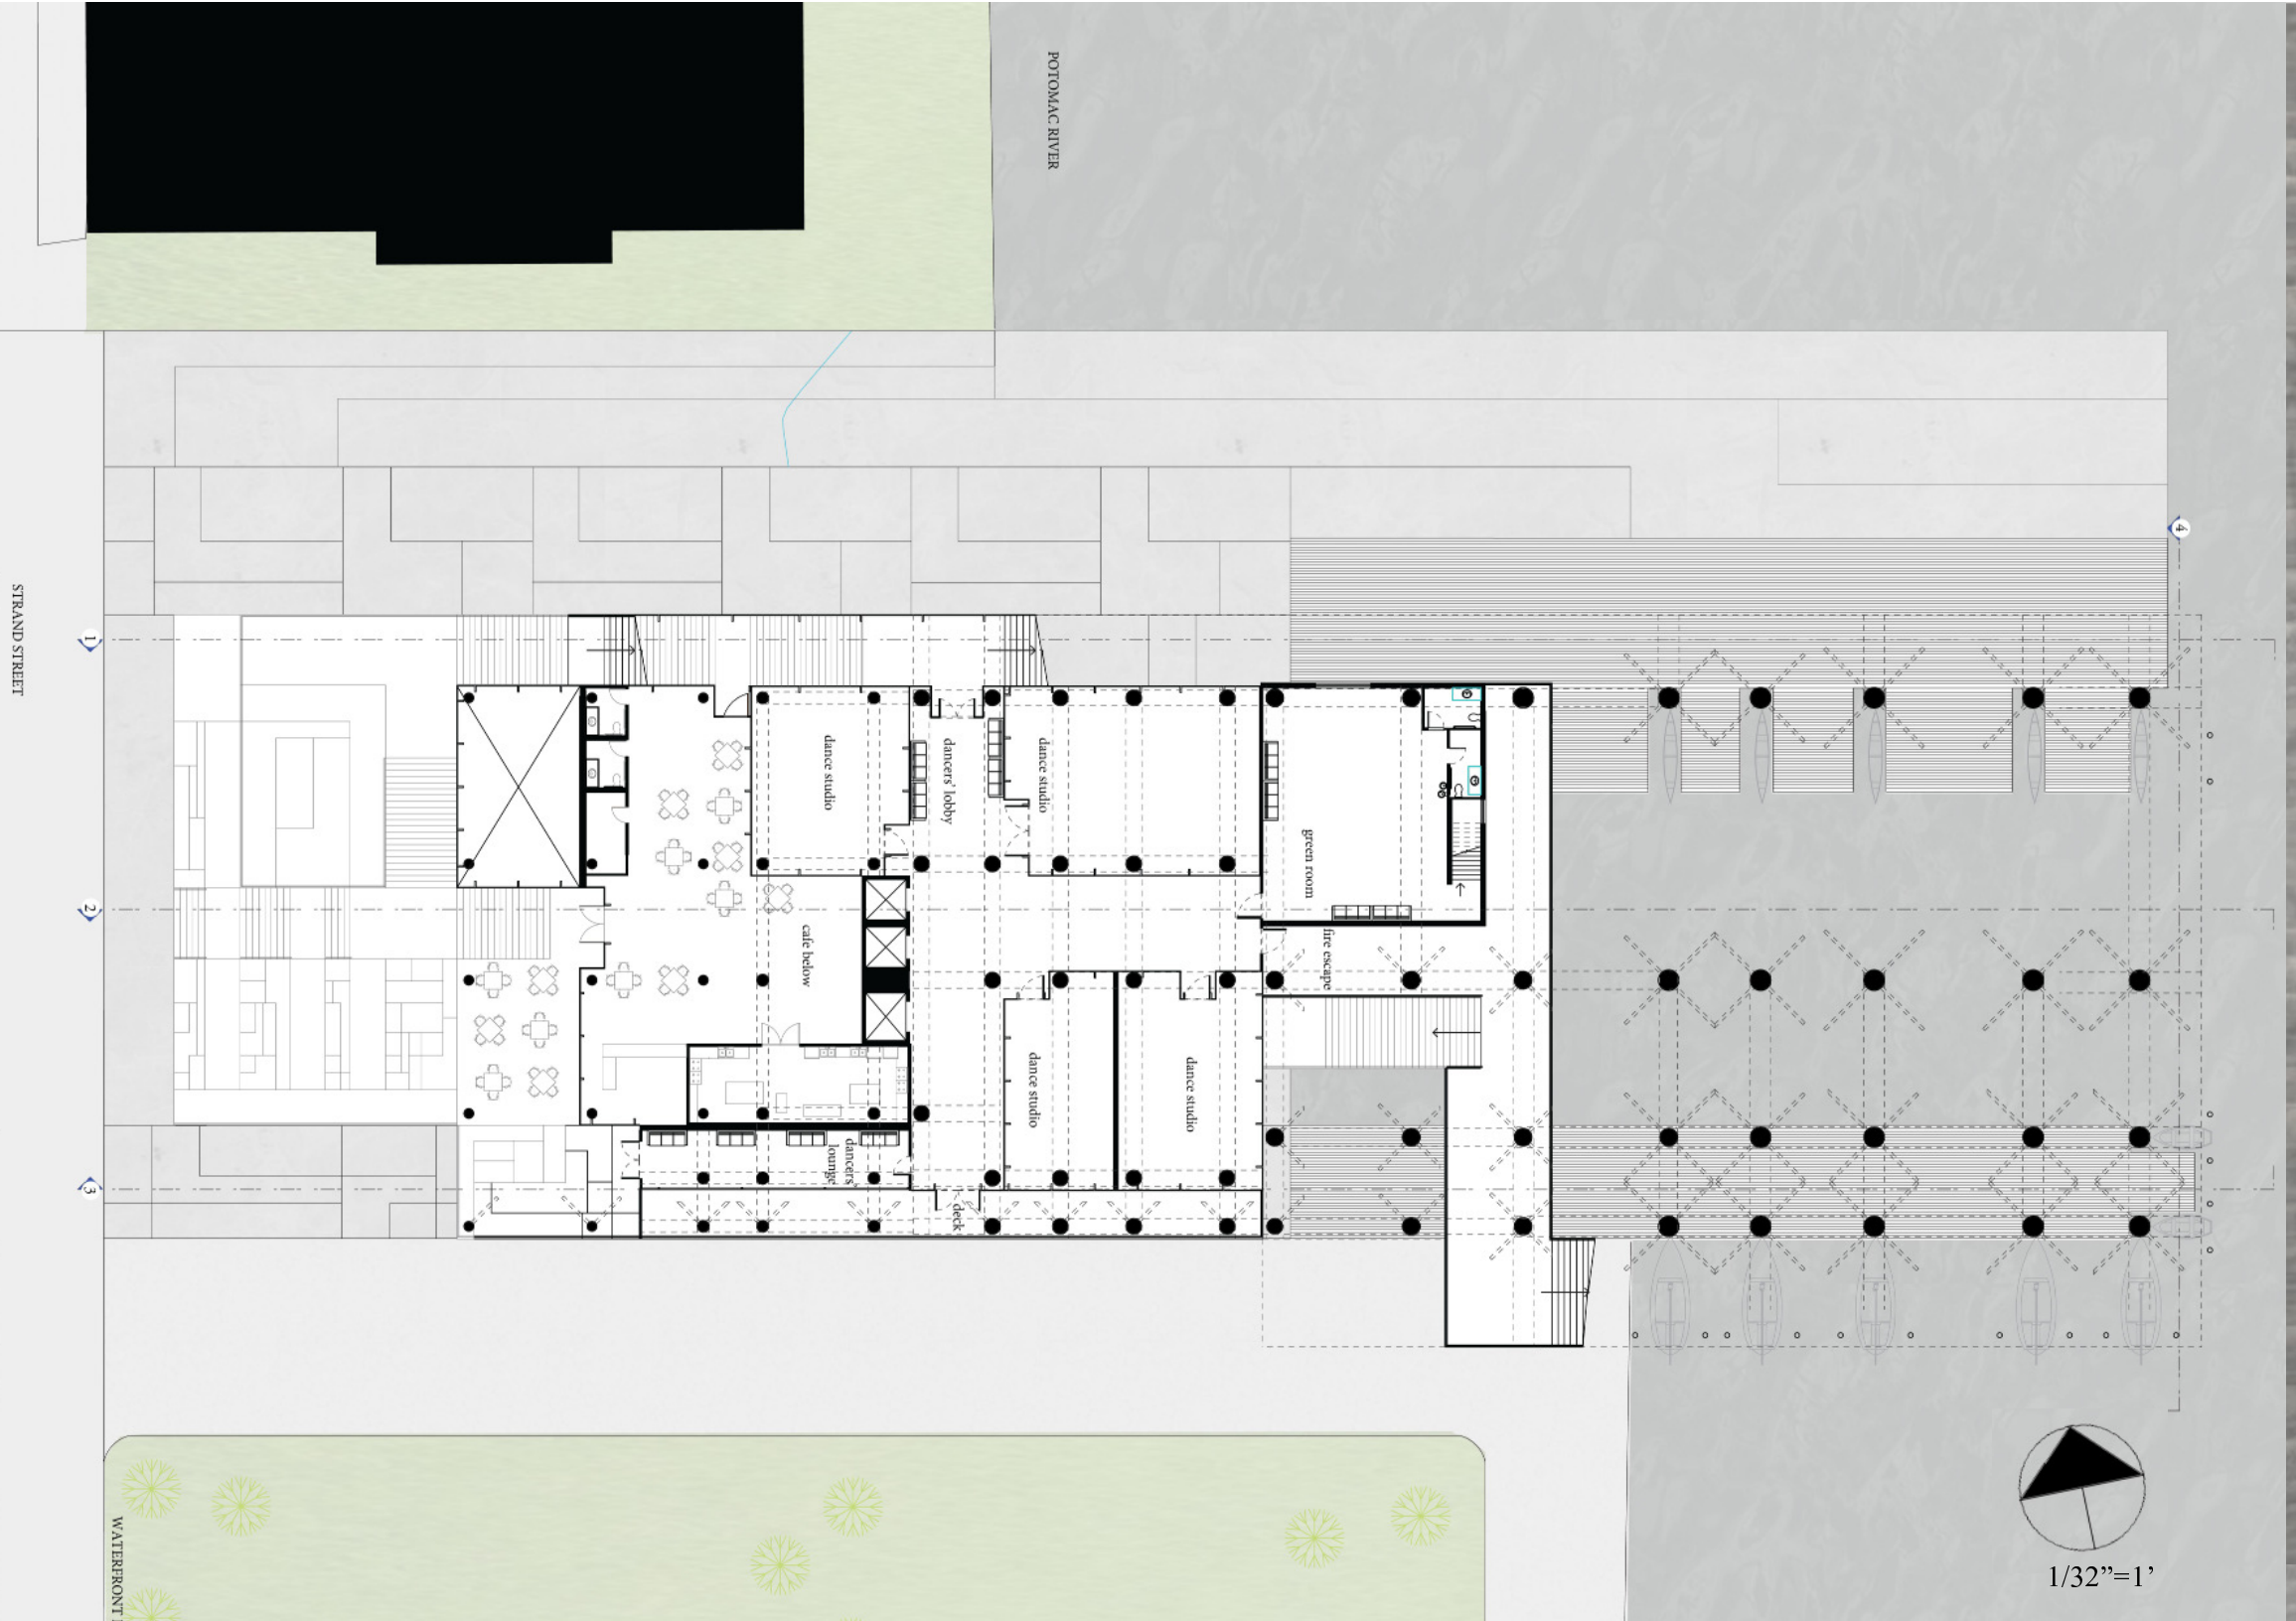 POTOMAC RIVER
STRAND STREET
4
1
2
3
dance studio
dancers' lobby
dance studio
green room
cafe below
fire escape
dance studio
dance studio
dancers'
lounge
deck
WATERFRONT
1/32”=1’